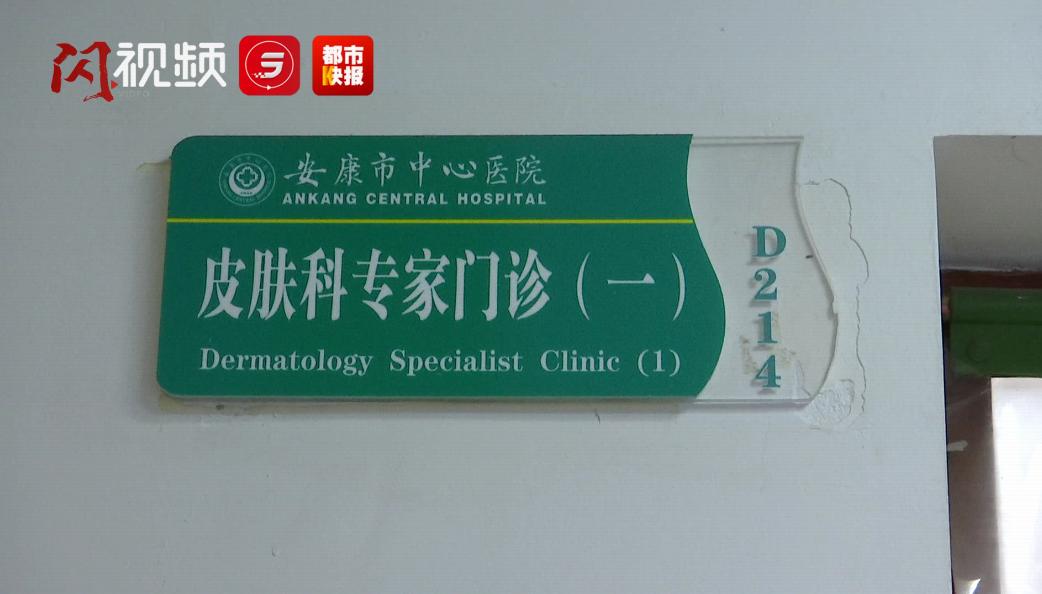 闪视频 都市快报
安康市中心医院
ANKANG CENTRAL HOSPITAL
皮肤科专家门诊（一）
Dermatology Specialist Clinic (1)
D214